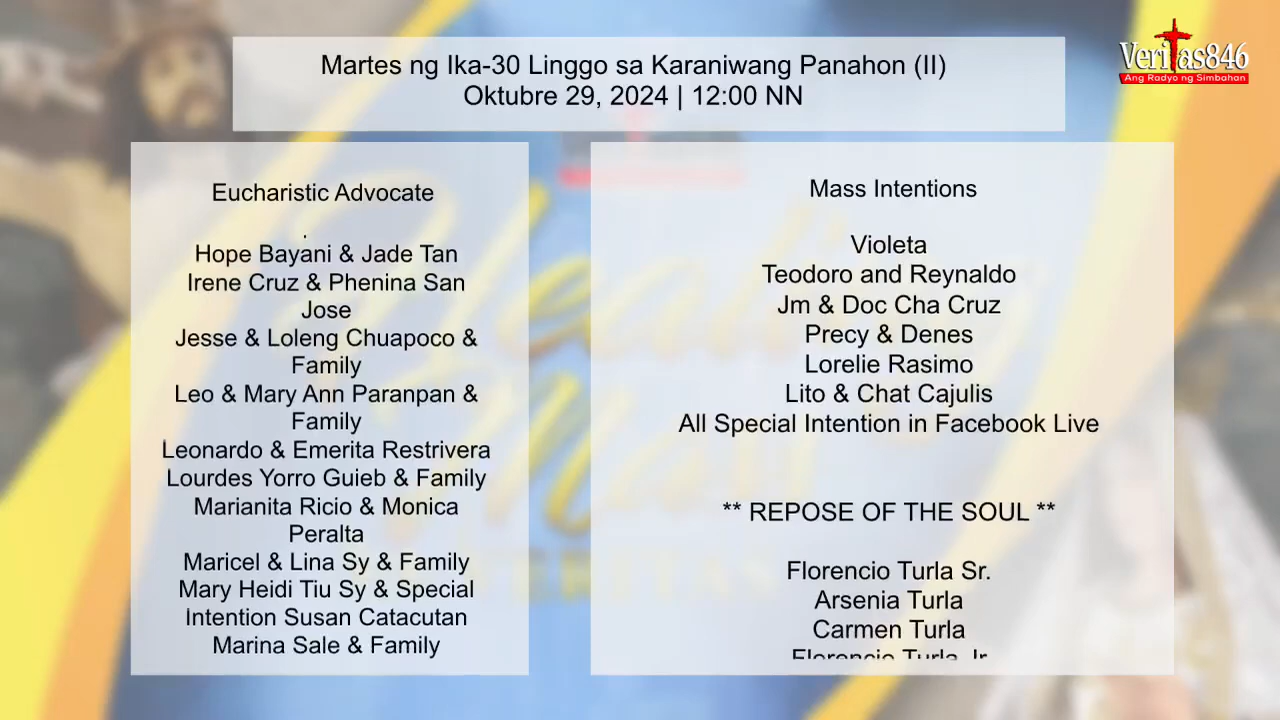 Martes ng Ika-30 Linggo sa Karaniwang Panahon (II)
Oktubre 29, 2024 | 12:00 NN
Veritas846
Ang Radyo ng Simbahan
Eucharistic Advocate
.
Hope Bayani & Jade Tan
Irene Cruz & Phenina San
Jose
Jesse & Loleng Chuapoco &
Family
Leo & Mary Ann Paranpan &
Family
Leonardo & Emerita Restrivera
Lourdes Yorro Guieb & Family
Marianita Ricio & Monica
Peralta
Maricel & Lina Sy & Family
Mary Heidi Tiu Sy & Special
Intention Susan Catacutan
Marina Sale & Family
Mass Intentions
Violeta
Teodoro and Reynaldo
Jm & Doc Cha Cruz
Precy & Denes
Lorelie Rasimo
Lito & Chat Cajulis
All Special Intention in Facebook Live
** REPOSE OF THE SOUL **
Florencio Turla Sr.
Arsenia Turla
Carmen Turla
Florencio Turla Jr